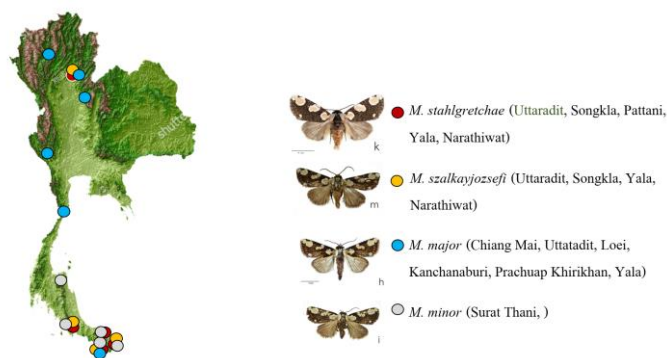 shutt
k
M. stahlgretchae (Uttaradit, Songkla, Pattani,
Yala, Narathiwat)
m
M. szalkayjozsefi (Uttaradit, Songkla, Yala,
Narathiwat)
h
M. major (Chiang Mai, Uttatadit, Loei,
Kanchanaburi, Prachuap Khirikhan, Yala)
i
M. minor (Surat Thani, )